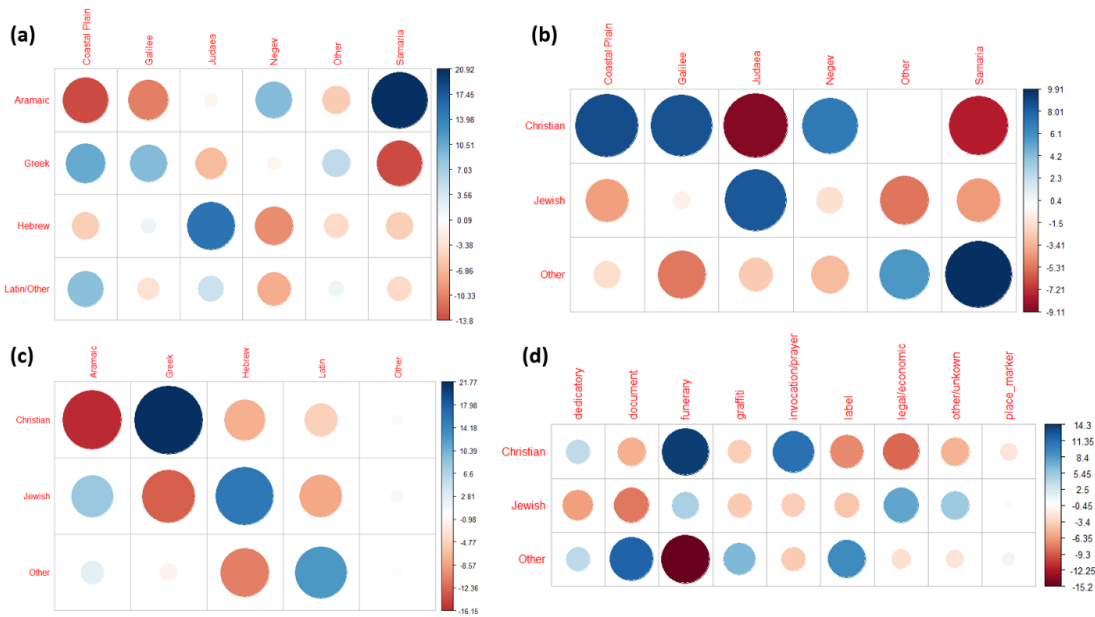 (a)
Coastal Plain
Galilee
Judaea
Negev
Other
Samaria
Aramaic
Greek
Hebrew
Latin/Other
20.92
17.45
13.98
10.51
7.03
3.56
0.09
-3.38
-6.86
-10.33
-13.8
(b)
Coastal Plain
Galilee
Judaea
Negev
Other
Samaria
Christian
Jewish
Other
9.91
8.01
6.11
4.2
2.3
0.4
-1.5
-3.41
-5.31
-7.21
-9.11
(c)
Aramaic
Greek
Hebrew
Latin
Other
Christian
Jewish
Other
21.77
17.98
14.18
10.39
6.6
2.81
-0.98
-4.77
-8.57
-12.36
-16.15
(d)
dedicatory
document
funerary
graffiti
invocation/prayer
label
legal/economic
other/unkown
place_marker
Christian
Jewish
Other
14.3
11.35
8.4
5.45
2.5
-0.45
-3.4
-6.35
-9.3
-12.25
-15.2